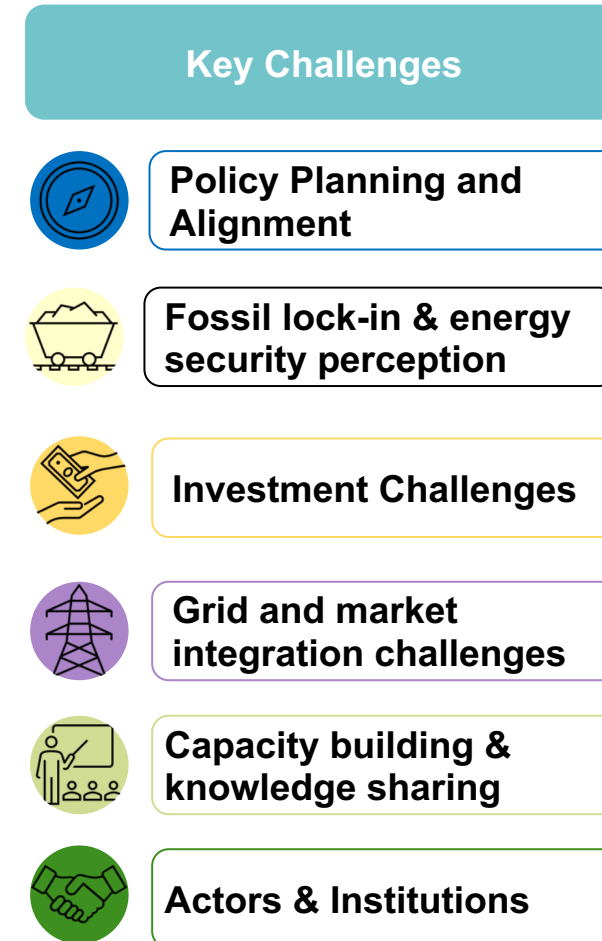 Key Challenges
Policy Planning and
Alignment
Fossil lock-in & energy
security perception
Investment Challenges
Grid and market
integration challenges
Capacity building &
knowledge sharing
Actors & Institutions